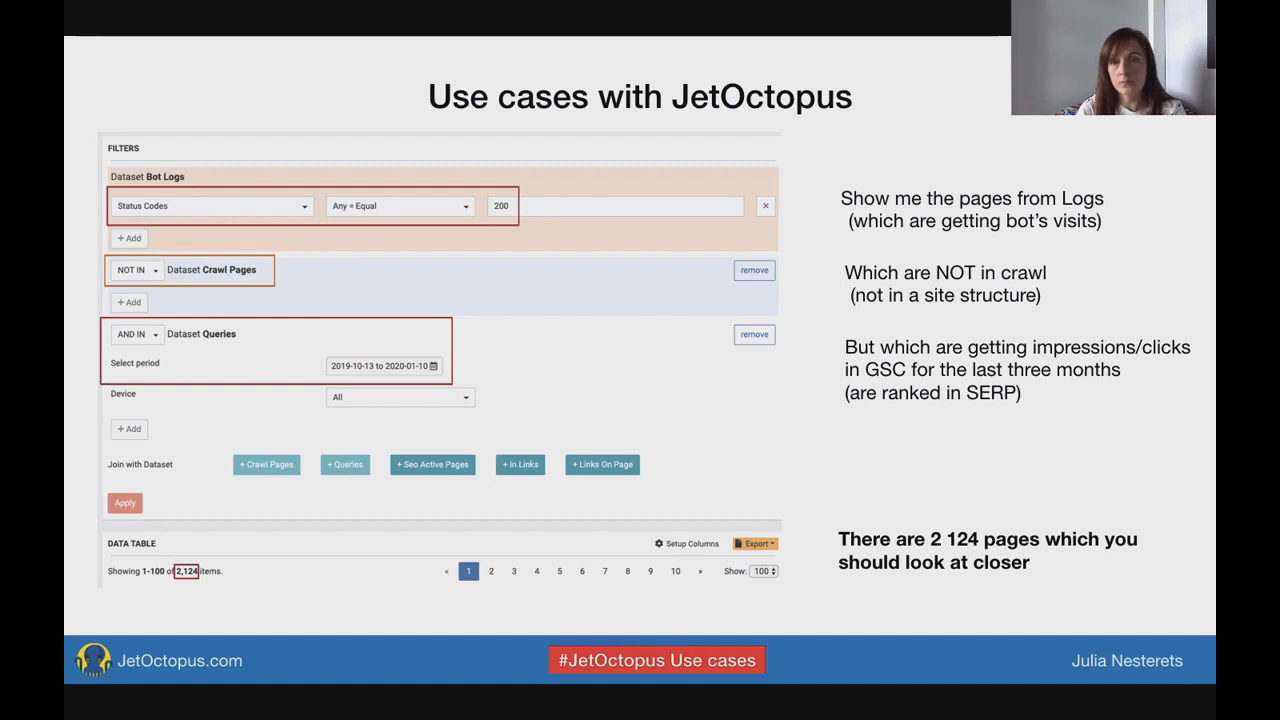 Use cases with JetOctopus
FILTERS
Dataset Bot Logs
Status Codes Any = Equal 200 ×
+ Add
NOT IN Dataset Crawl Pages remove
+ Add
AND IN Dataset Queries remove
Select period 2019-10-13 to 2020-01-10
Device All
+ Add
Join with Dataset + Crawl Pages + Queries + Seo Active Pages + In Links + Links On Page
Apply
DATA TABLE Setup Columns Export
Showing 1-100 of 2,124 items. « 1 2 3 4 5 6 7 8 9 10 » Show: 100
Show me the pages from Logs
(which are getting bot's visits)
Which are NOT in crawl
(not in a site structure)
But which are getting impressions/clicks
in GSC for the last three months
(are ranked in SERP)
There are 2 124 pages which you
should look at closer
JetOctopus.com #JetOctopus Use cases Julia Nesterets